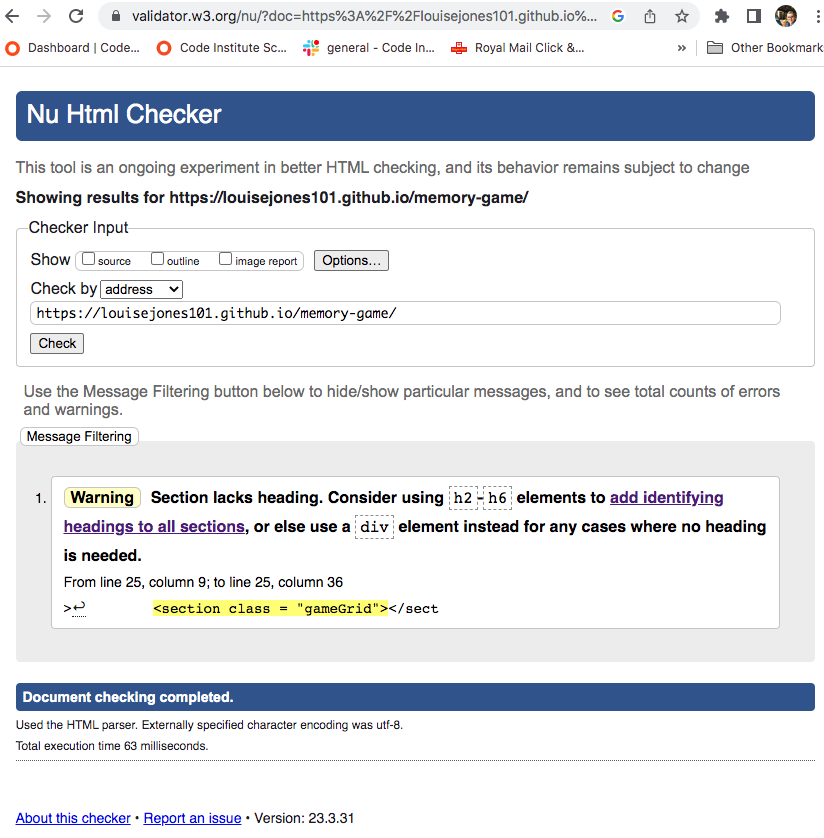 validator.w3.org/nu/?doc=https%3A%2F%2Flouisejones101.github.io%...
Dashboard | Code... Code Institute Sc... general - Code In... Royal Mail Click &... » Other Bookmark
Nu Html Checker
This tool is an ongoing experiment in better HTML checking, and its behavior remains subject to change
Showing results for https://louisejones101.github.io/memory-game/
Checker Input
Show source outline image report Options...
Check by address
https://louisejones101.github.io/memory-game/
Check
Use the Message Filtering button below to hide/show particular messages, and to see total counts of errors
and warnings.
Message Filtering
1. Warning Section lacks heading. Consider using h2-h6 elements to add identifying
headings to all sections, or else use a div element instead for any cases where no heading
is needed.
From line 25, column 9; to line 25, column 36
>↩ <section class = "gameGrid"></sect
Document checking completed.
Used the HTML parser. Externally specified character encoding was utf-8.
Total execution time 63 milliseconds.
About this checker • Report an issue • Version: 23.3.31